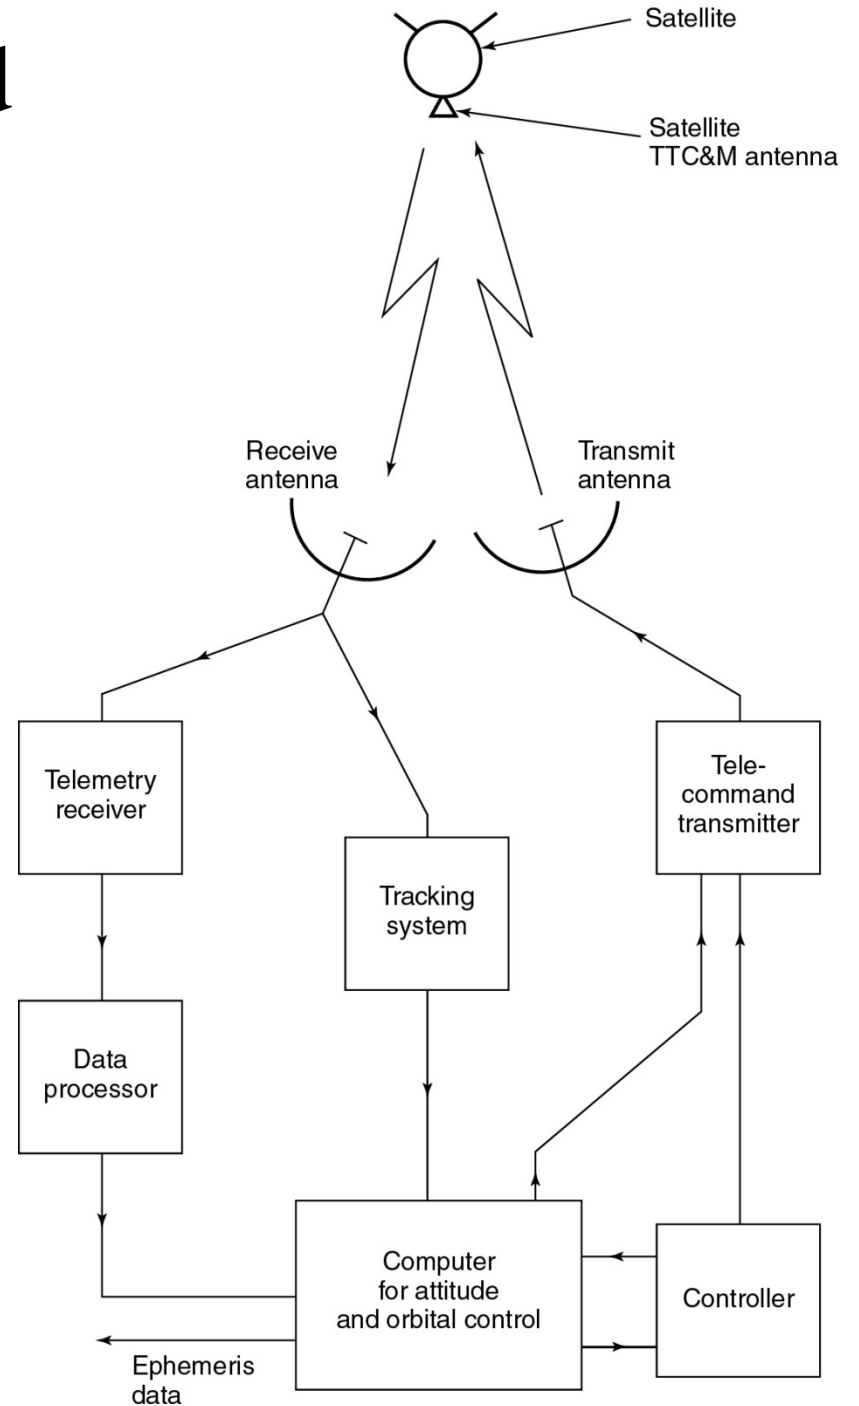 Satellite
Satellite
TTC&M antenna
Receive
antenna
Transmit
antenna
Telemetry
receiver
Tele-
command
transmitter
Tracking
system
Data
processor
Computer
for attitude
and orbital control
Controller
Ephemeris
data